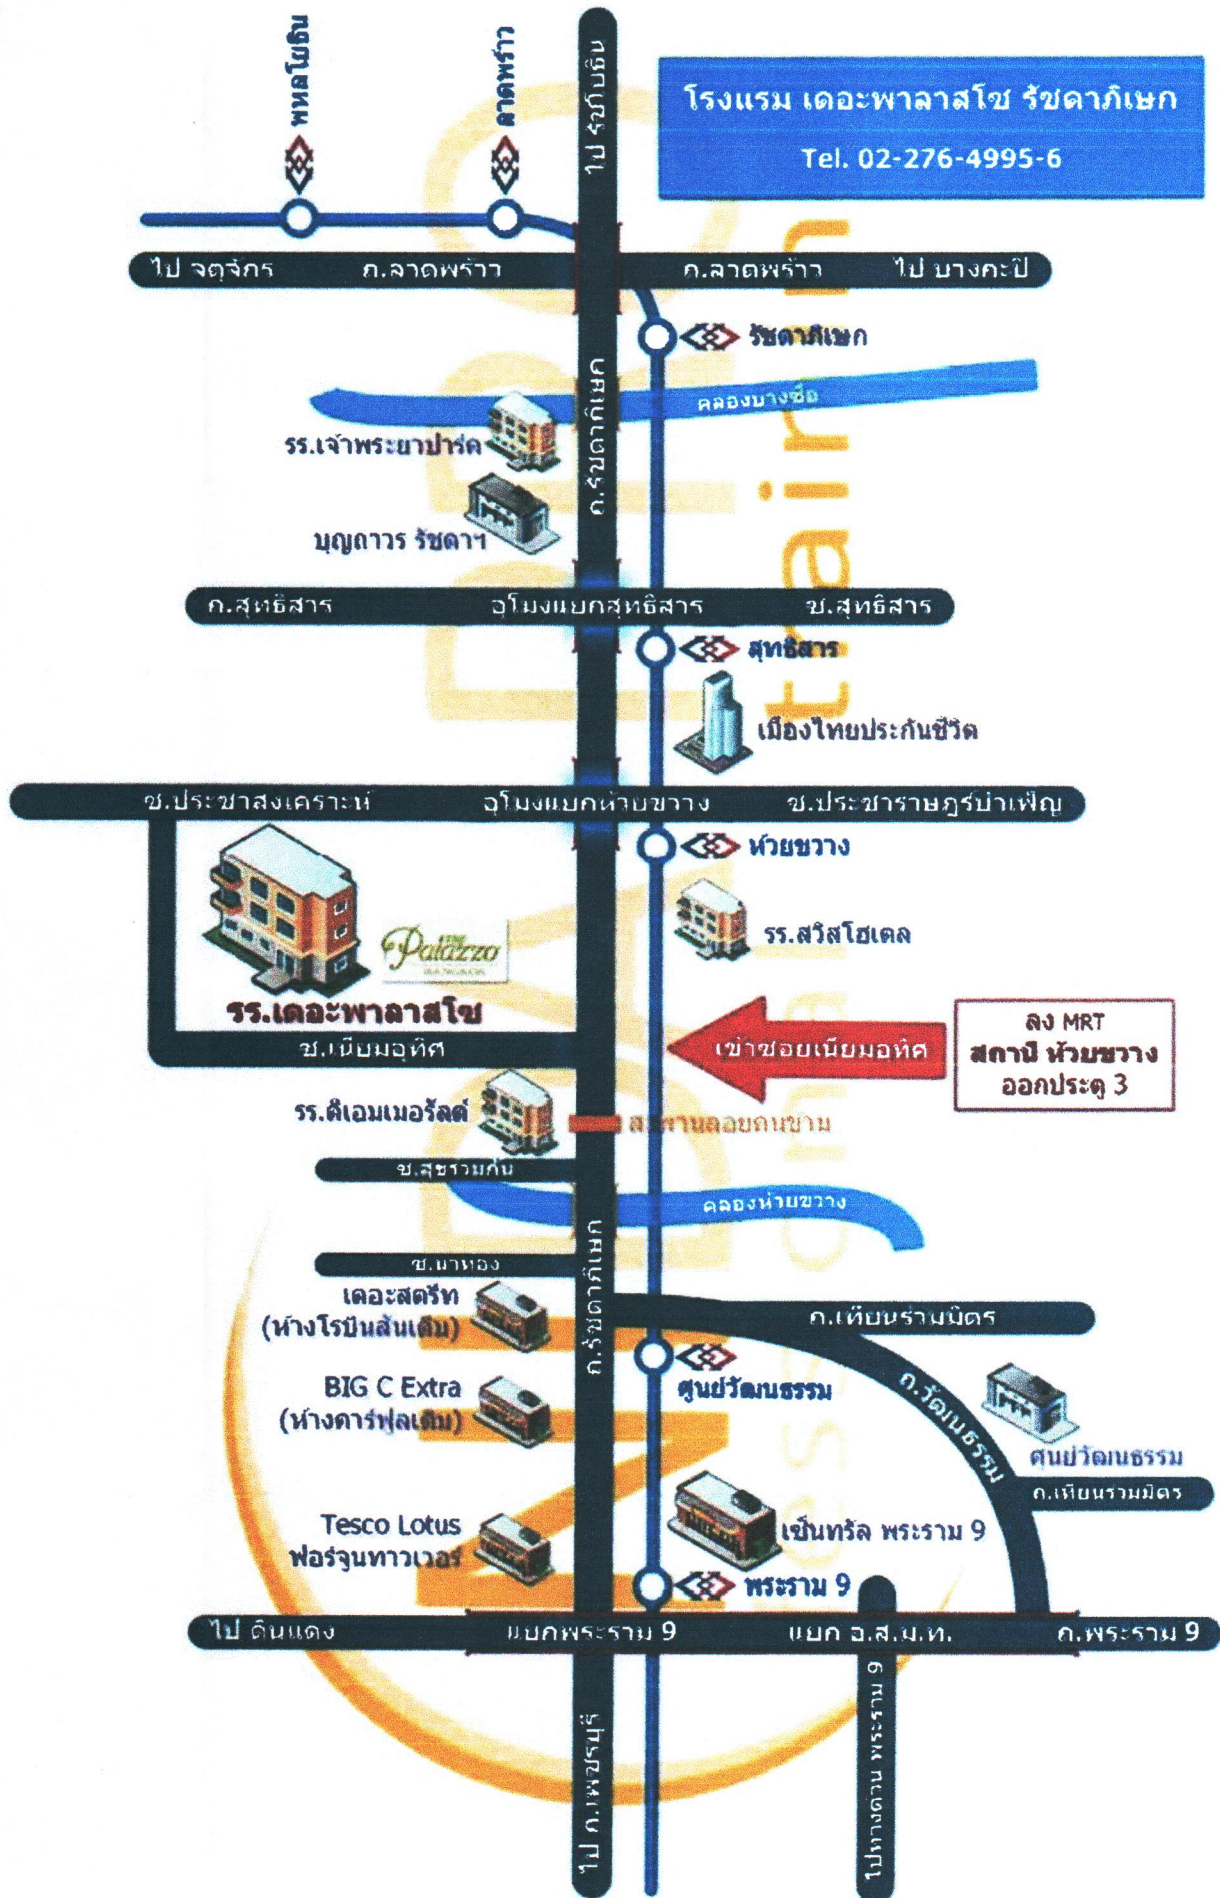 พหลโยธิน
ลาดพร้าว
ไป รัชโยธิน
โรงแรม เดอะพาลาสโซ รัชดาภิเษก
Tel. 02-276-4995-6
ไป จตุจักร
ถ.ลาดพร้าว
ถ.ลาดพร้าว
ไป บางกะปิ
รัชดาภิเษก
คลองบางซื่อ
ถ.รัชดาภิเษก
รร.เจ้าพระยาปาร์ค
บุญถาวร รัชดาฯ
ถ.สุทธิสาร
อุโมงแยกสุทธิสาร
ซ.สุทธิสาร
สุทธิสาร
เมืองไทยประกันชีวิต
ซ.ประชาสงเคราะห์
อุโมงแยกห้วยขวาง
ซ.ประชาราษฎร์บำเพ็ญ
ห้วยขวาง
รร.สวิสโฮเตล
THE
Palazzo
รร.เดอะพาลาสโซ
ซ.เนียมอุทิศ
เข้าซอยเนียมอุทิศ
ลง MRT
สถานี ห้วยขวาง
ออกประตู 3
รร.ดิเอมเมอรัลด์
สะพานลอยคนข้าม
ซ.สุขร่วมกัน
คลองห้วยขวาง
ถ.รัชดาภิเษก
ซ.นาทอง
เดอะสตรีท
(ห้างโรบินสันเดิม)
ถ.เทียนร่วมมิตร
ศูนย์วัฒนธรรม
ถ.วัฒนธรรม
BIG C Extra
(ห้างคาร์ฟูลเดิม)
ศูนย์วัฒนธรรม
ถ.เทียนร่วมมิตร
Tesco Lotus
ฟอร์จูนทาวเวอร์
เซ็นทรัล พระราม 9
พระราม 9
ไป ดินแดง
แยกพระราม 9
แยก อ.ส.ม.ท.
ถ.พระราม 9
ไป ถ.เพชรบุรี
ไปทางด่วน พระราม 9